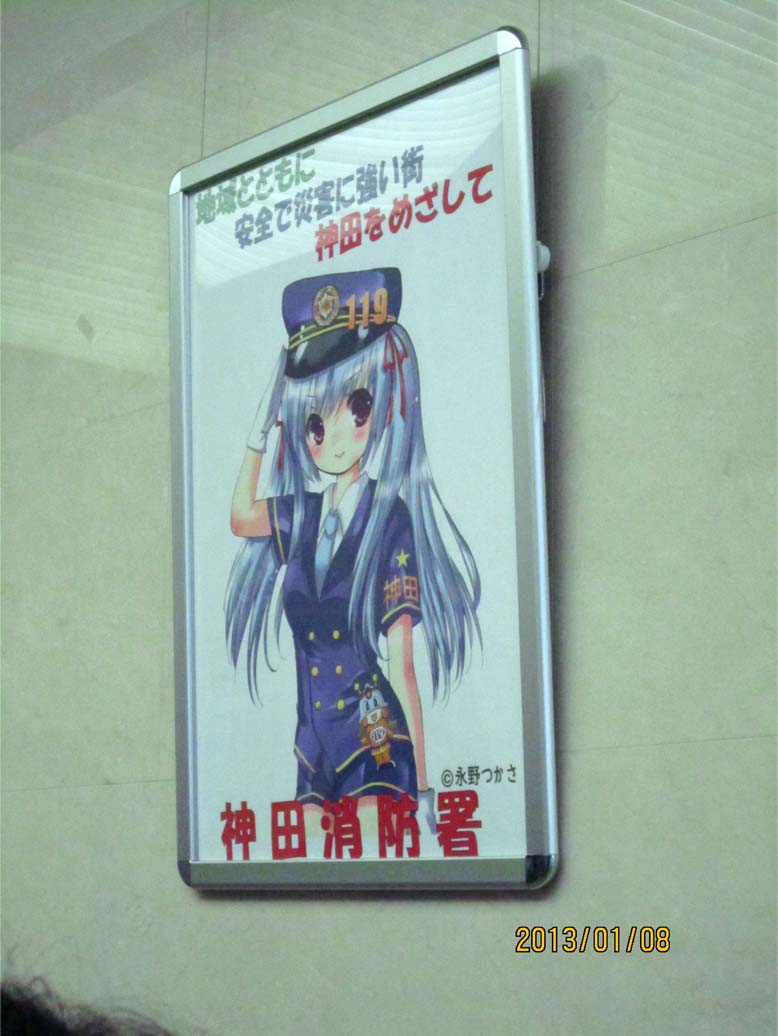 地域とともに
安全で災害に強い街
神田をめざして
119
神田
©永野つかさ
神田消防署
2013/01/08